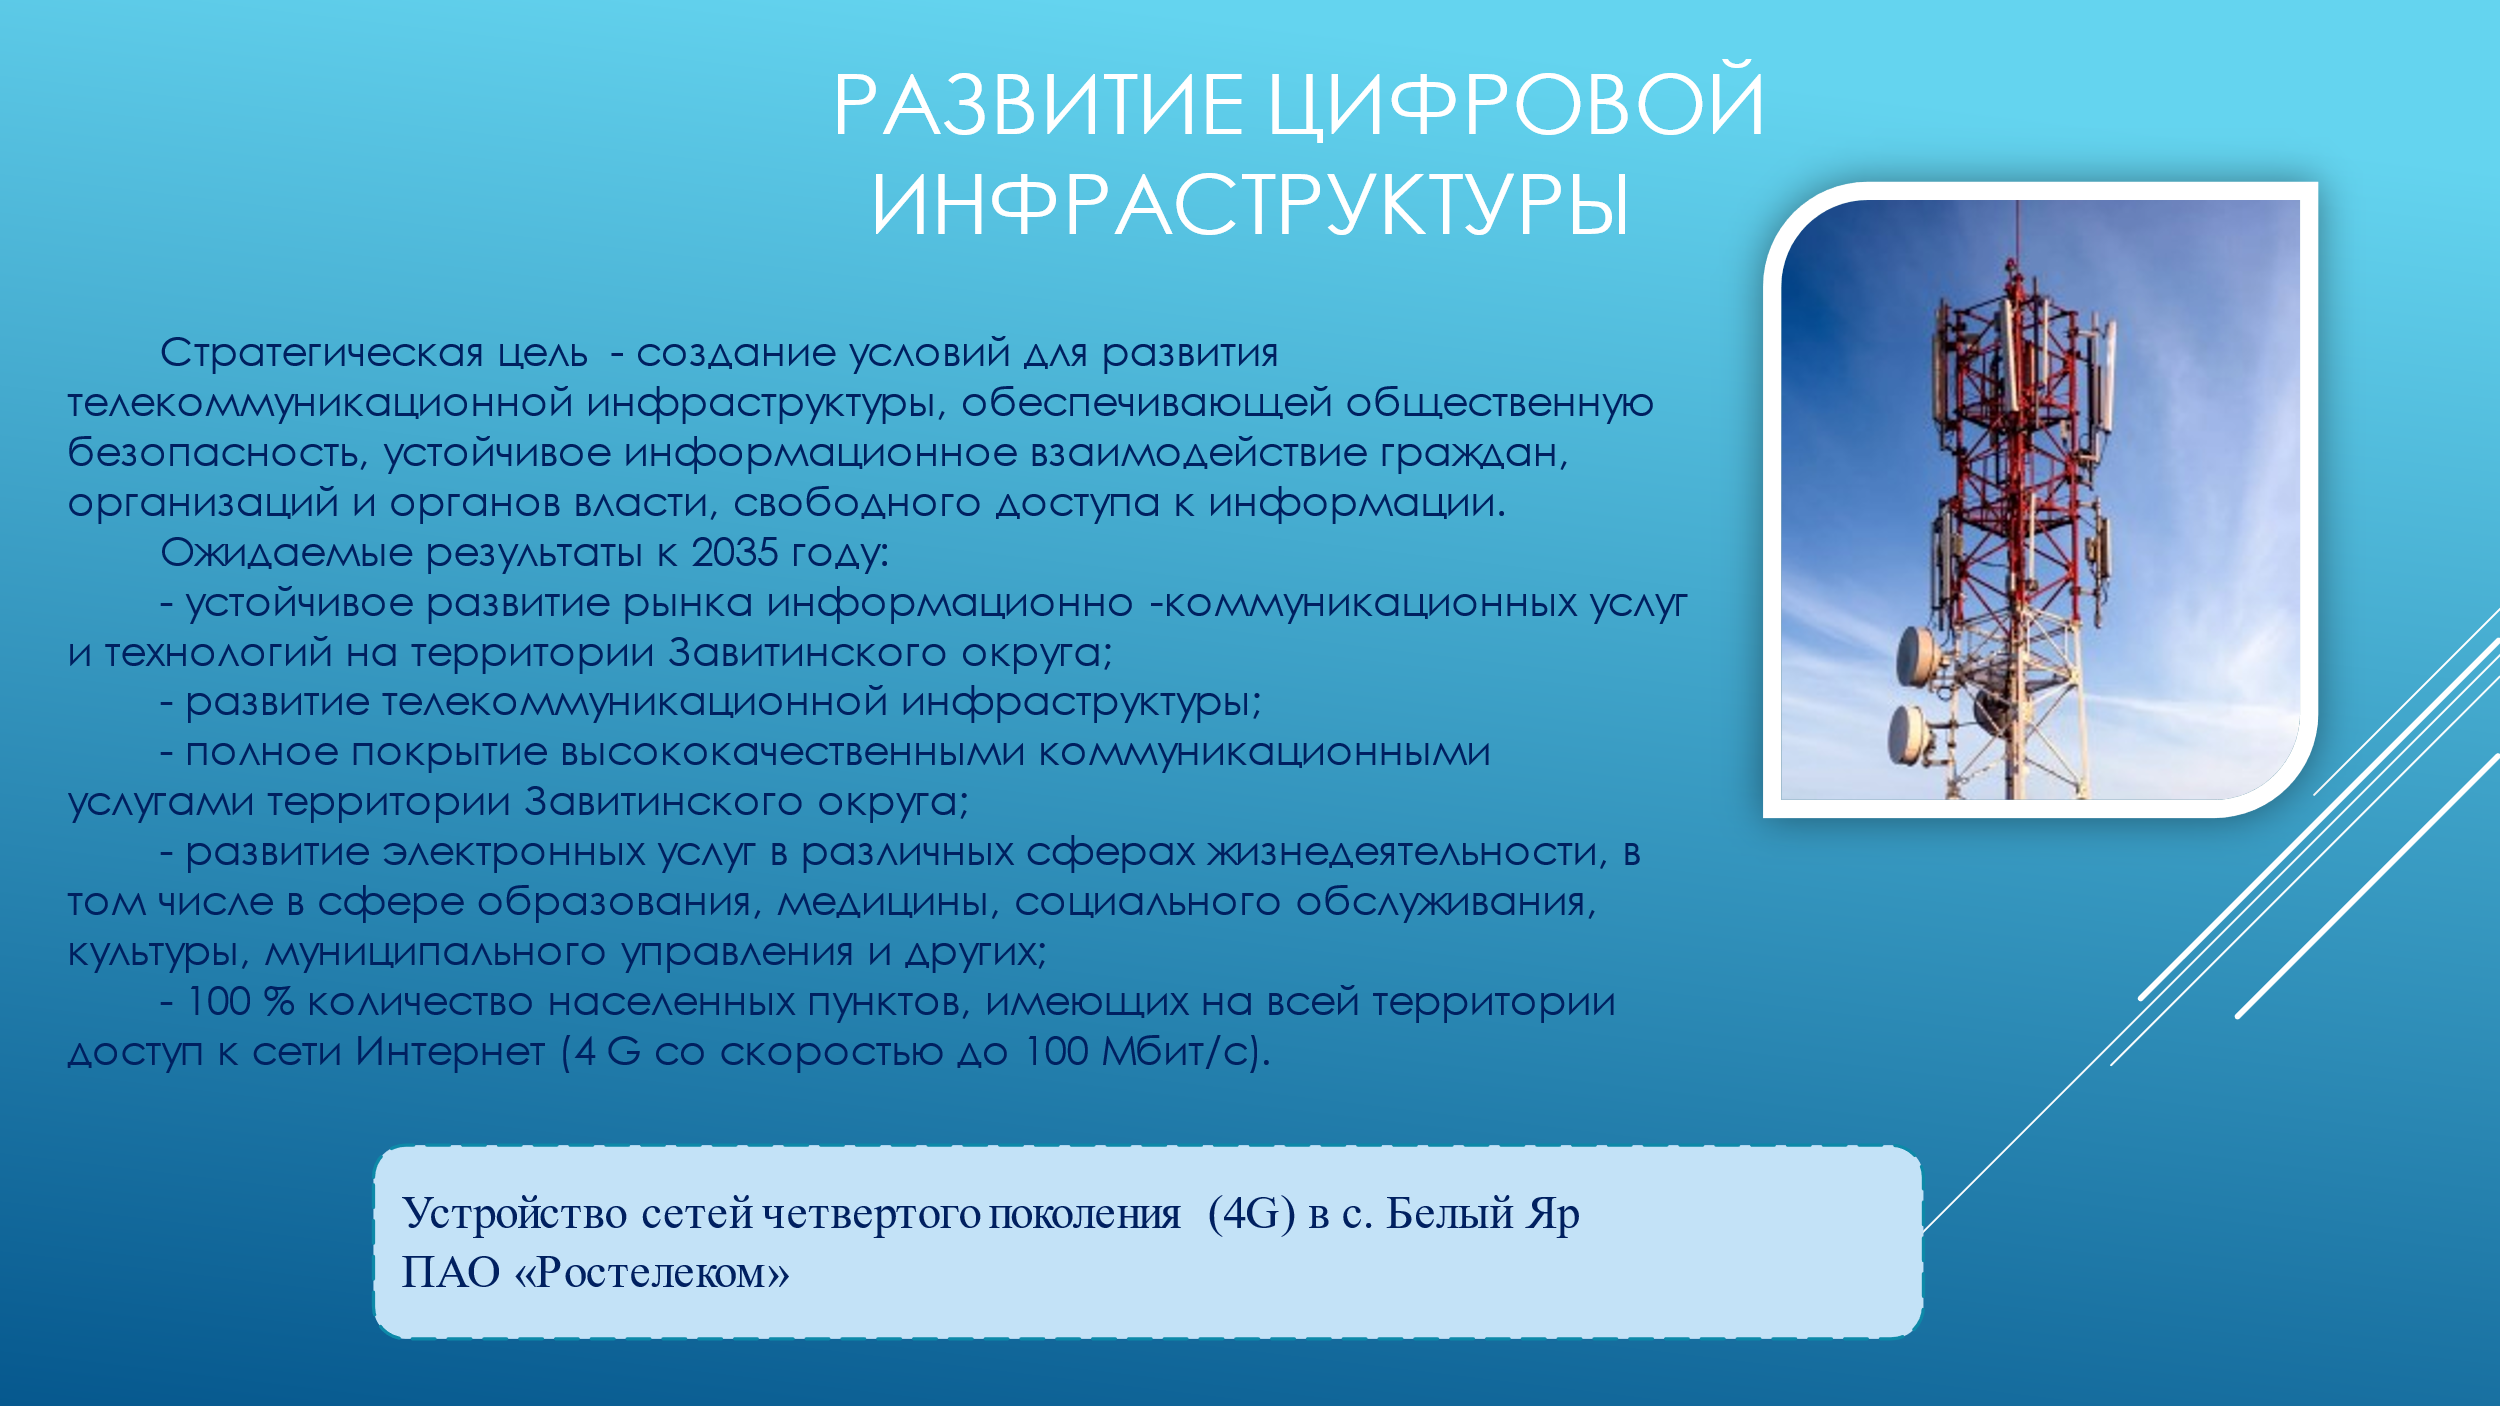 РАЗВИТИЕ ЦИФРОВОЙ
ИНФРАСТРУКТУРЫ
Стратегическая цель - создание условий для развития
телекоммуникационной инфраструктуры, обеспечивающей общественную
безопасность, устойчивое информационное взаимодействие граждан,
организаций и органов власти, свободного доступа к информации.
Ожидаемые результаты к 2035 году:
- устойчивое развитие рынка информационно -коммуникационных услуг
и технологий на территории Завитинского округа;
- развитие телекоммуникационной инфраструктуры;
- полное покрытие высококачественными коммуникационными
услугами территории Завитинского округа;
- развитие электронных услуг в различных сферах жизнедеятельности, в
том числе в сфере образования, медицины, социального обслуживания,
культуры, муниципального управления и других;
- 100 % количество населенных пунктов, имеющих на всей территории
доступ к сети Интернет (4 G со скоростью до 100 Мбит/с).
Устройство сетей четвертого поколения (4G) в с. Белый Яр
ПАО «Ростелеком»